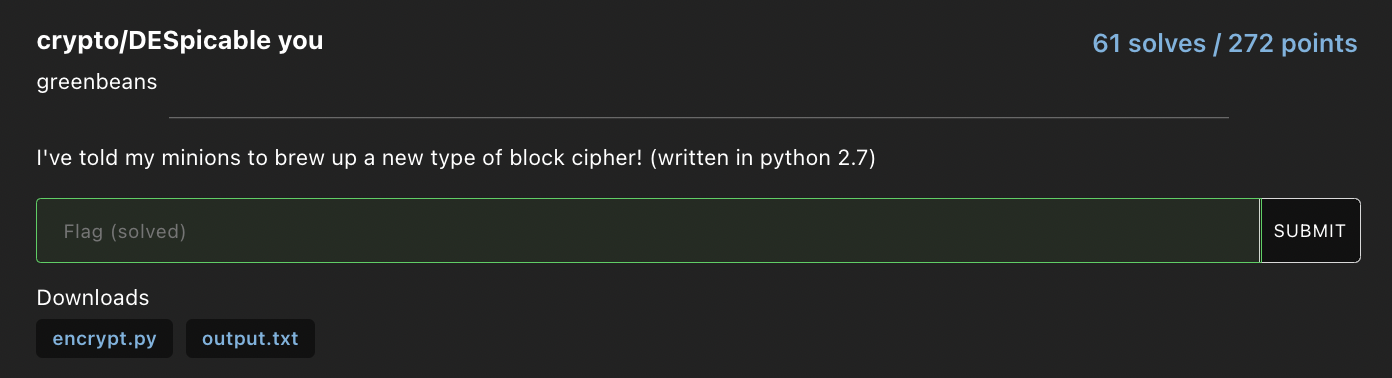 crypto/DESpicable you
61 solves / 272 points
greenbeans
I've told my minions to brew up a new type of block cipher! (written in python 2.7)
Flag (solved)
SUBMIT
Downloads
encrypt.py
output.txt